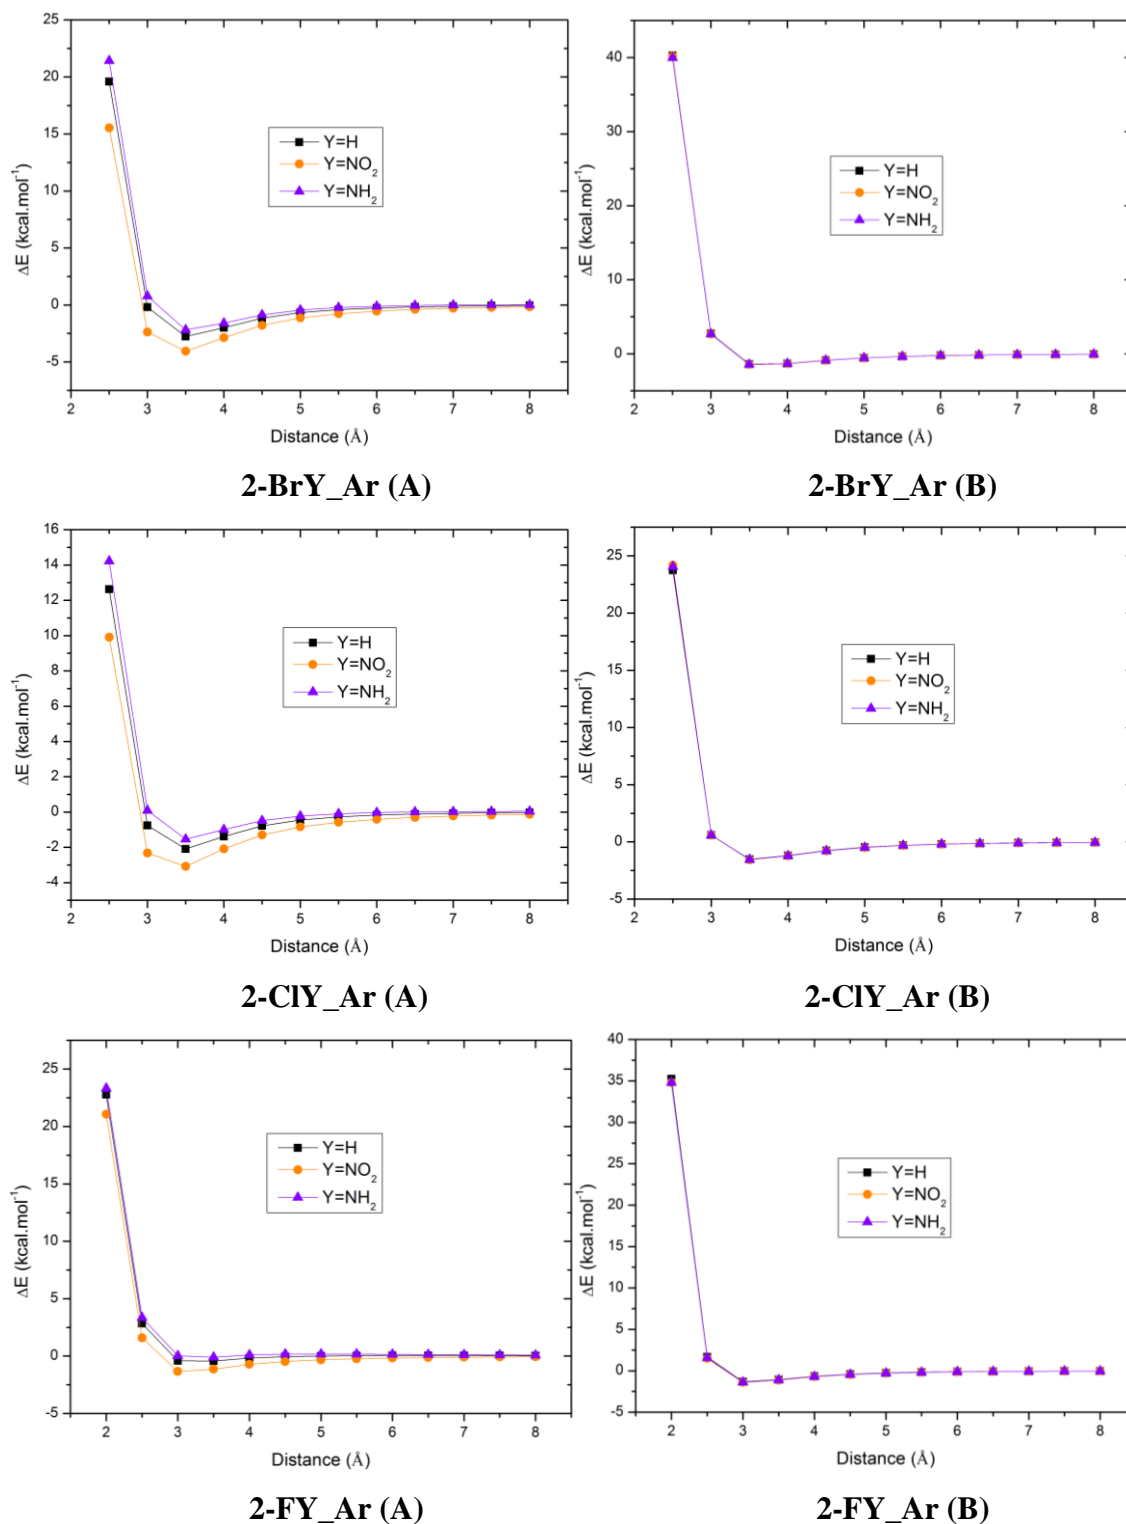 25
20
15
10
5
0
-5
2 3 4 5 6 7 8
ΔE (kcal.mol⁻¹)
Distance (Å)
Y=H
Y=NO₂
Y=NH₂
2-BrY_Ar (A)
40
30
20
10
0
2 3 4 5 6 7 8
ΔE (kcal.mol⁻¹)
Distance (Å)
Y=H
Y=NO₂
Y=NH₂
2-BrY_Ar (B)
16
14
12
10
8
6
4
2
0
-2
-4
2 3 4 5 6 7 8
ΔE (kcal.mol⁻¹)
Distance (Å)
Y=H
Y=NO₂
Y=NH₂
2-ClY_Ar (A)
25
20
15
10
5
0
-5
2 3 4 5 6 7 8
ΔE (kcal.mol⁻¹)
Distance (Å)
Y=H
Y=NO₂
Y=NH₂
2-ClY_Ar (B)
25
20
15
10
5
0
-5
2 3 4 5 6 7 8
ΔE (kcal.mol⁻¹)
Distance (Å)
Y=H
Y=NO₂
Y=NH₂
2-FY_Ar (A)
40
35
30
25
20
15
10
5
0
-5
2 3 4 5 6 7 8
ΔE (kcal.mol⁻¹)
Distance (Å)
Y=H
Y=NO₂
Y=NH₂
2-FY_Ar (B)